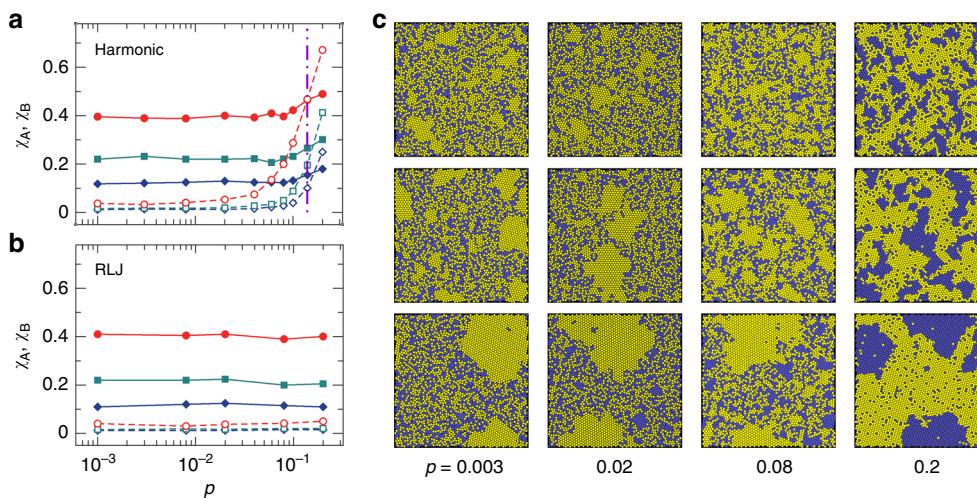 a
Harmonic
0.6
0.4
0.2
0
χA, χB
b
RLJ
0.6
0.4
0.2
0
χA, χB
10⁻³
10⁻²
10⁻¹
p
c
p = 0.003
0.02
0.08
0.2